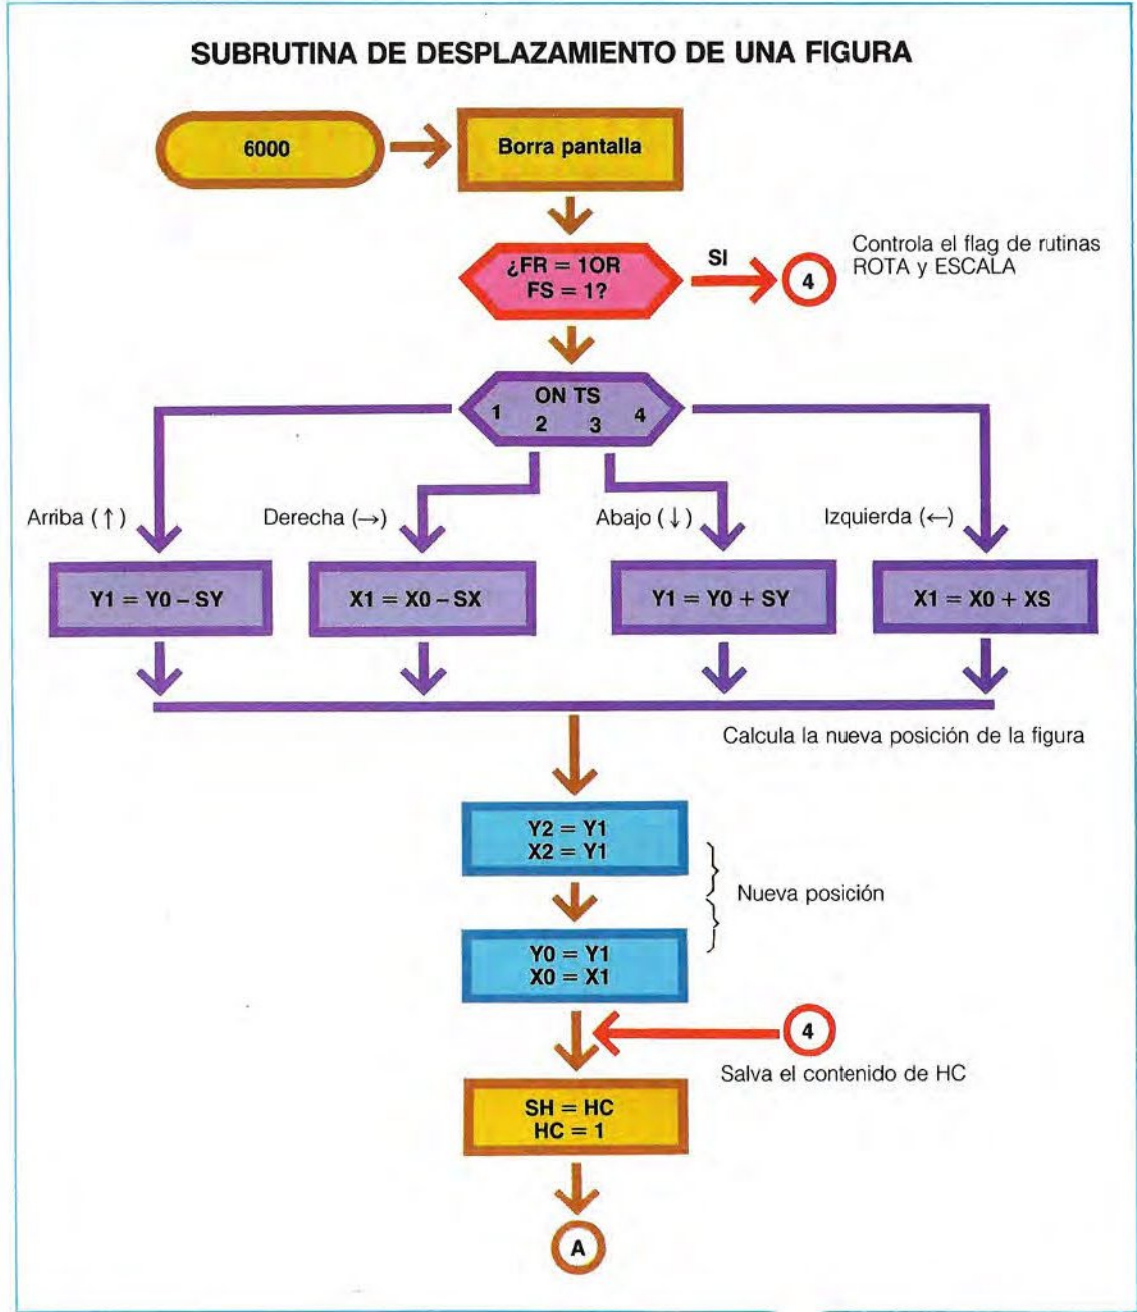 SUBRUTINA DE DESPLAZAMIENTO DE UNA FIGURA
6000
Borra pantalla
¿FR = 1OR
FS = 1?
SI
4
Controla el flag de rutinas
ROTA y ESCALA
ON TS
1 2 3 4
Arriba (↑)
Derecha (→)
Abajo (↓)
Izquierda (←)
Y1 = Y0 – SY
X1 = X0 – SX
Y1 = Y0 + SY
X1 = X0 + XS
Calcula la nueva posición de la figura
Y2 = Y1
X2 = Y1
Nueva posición
Y0 = Y1
X0 = X1
4
Salva el contenido de HC
SH = HC
HC = 1
A